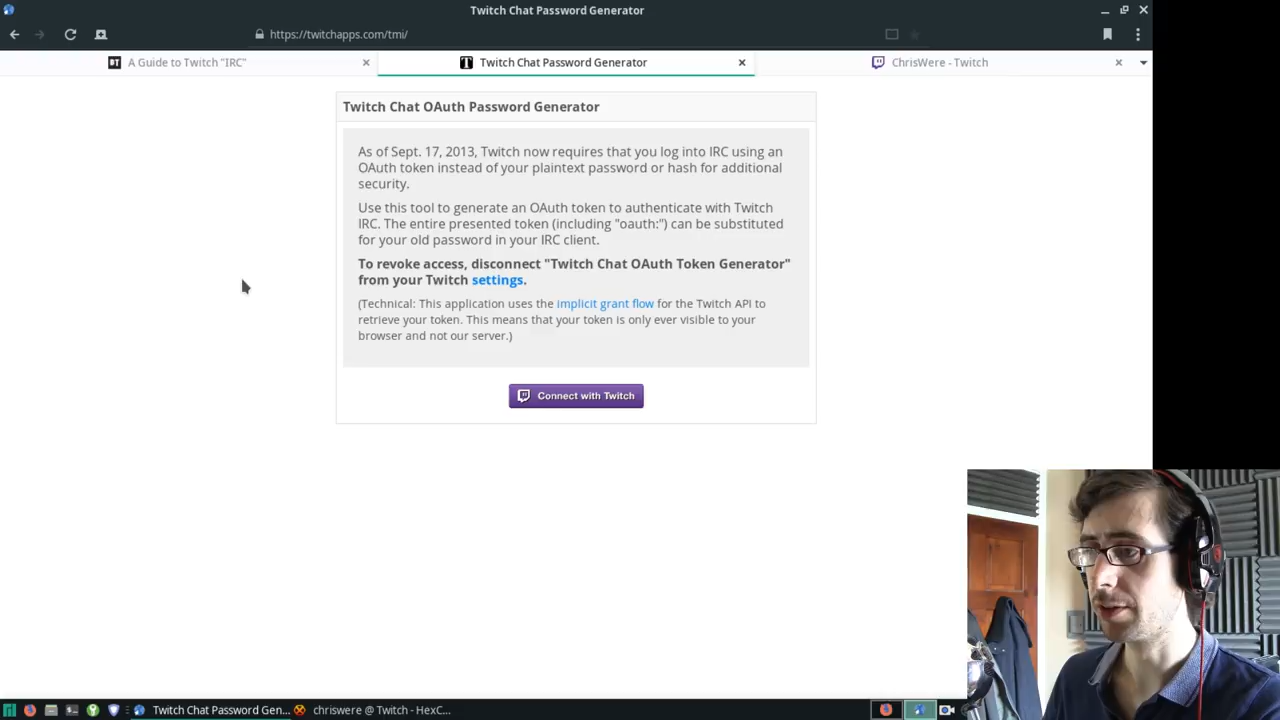 Twitch Chat Password Generator
https://twitchapps.com/tmi/
A Guide to Twitch "IRC"
Twitch Chat Password Generator
ChrisWere - Twitch
Twitch Chat OAuth Password Generator
As of Sept. 17, 2013, Twitch now requires that you log into IRC using an
OAuth token instead of your plaintext password or hash for additional
security.
Use this tool to generate an OAuth token to authenticate with Twitch
IRC. The entire presented token (including "oauth:") can be substituted
for your old password in your IRC client.
To revoke access, disconnect "Twitch Chat OAuth Token Generator"
from your Twitch settings.
(Technical: This application uses the implicit grant flow for the Twitch API to
retrieve your token. This means that your token is only ever visible to your
browser and not our server.)
Connect with Twitch
Twitch Chat Password Gen...
chriswere @ Twitch - HexC...